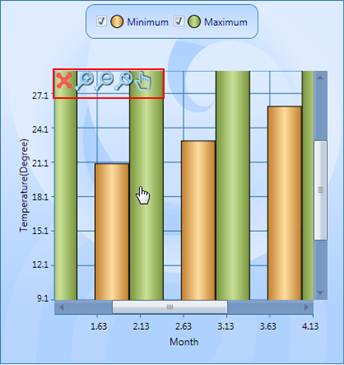 Minimum Maximum
27.1
24.1
21.1
18.1
15.1
12.1
9.1
Temperature(Degree)
1.63 2.13 2.63 3.13 3.63 4.13
Month